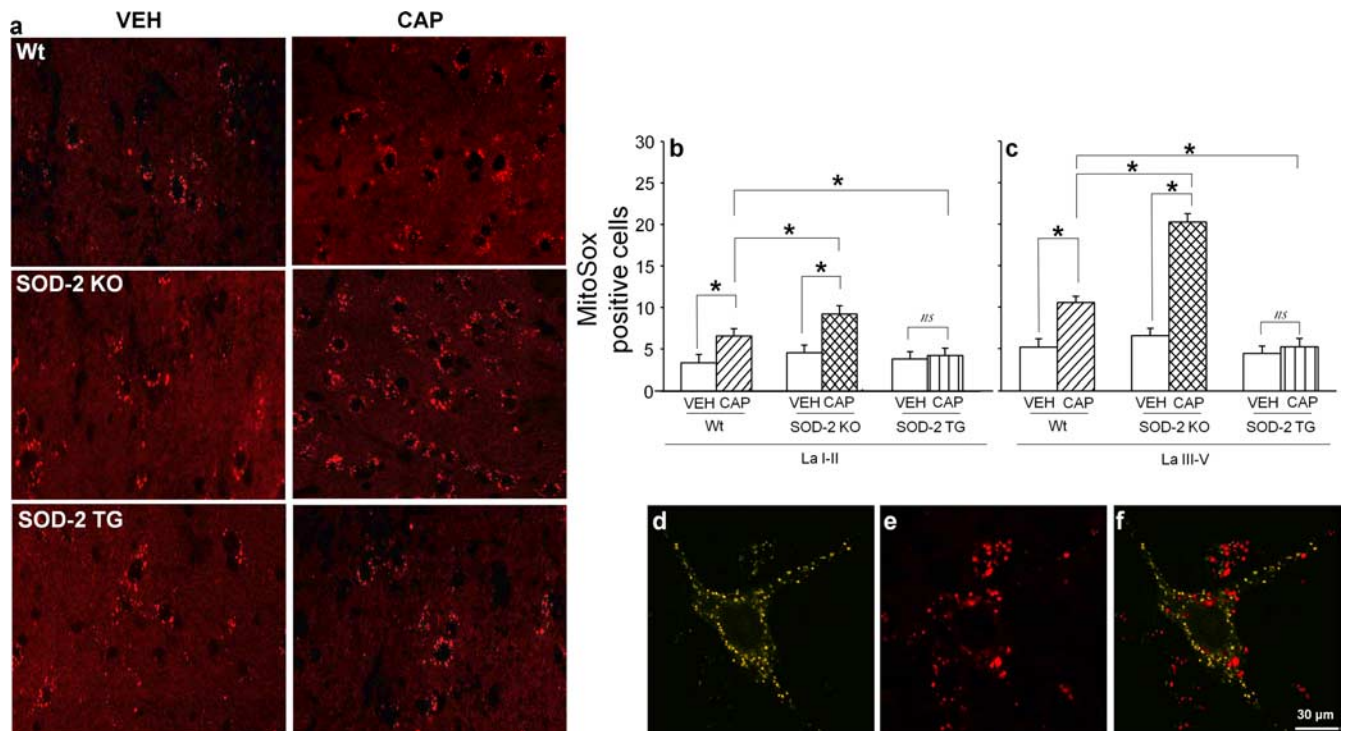 VEH CAP
a
Wt
SOD-2 KO
SOD-2 TG
MitoSox
positive cells
30
25
20
15
10
5
0
b
*
*
*
*
ns
VEH CAP VEH CAP VEH CAP
Wt SOD-2 KO SOD-2 TG
La I-II
c
*
*
*
*
ns
VEH CAP VEH CAP VEH CAP
Wt SOD-2 KO SOD-2 TG
La III-V
d e f
30 µm